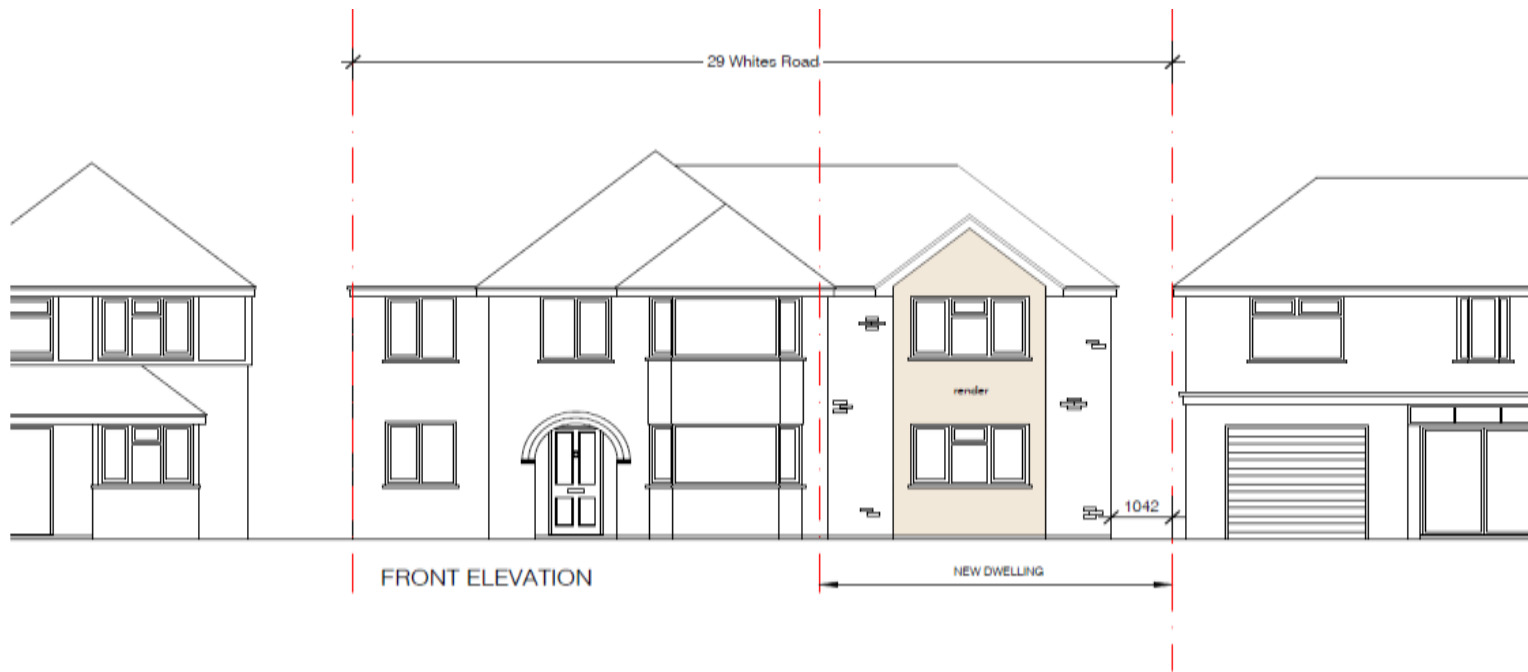 29 Whites Road
render
1042
FRONT ELEVATION
NEW DWELLING